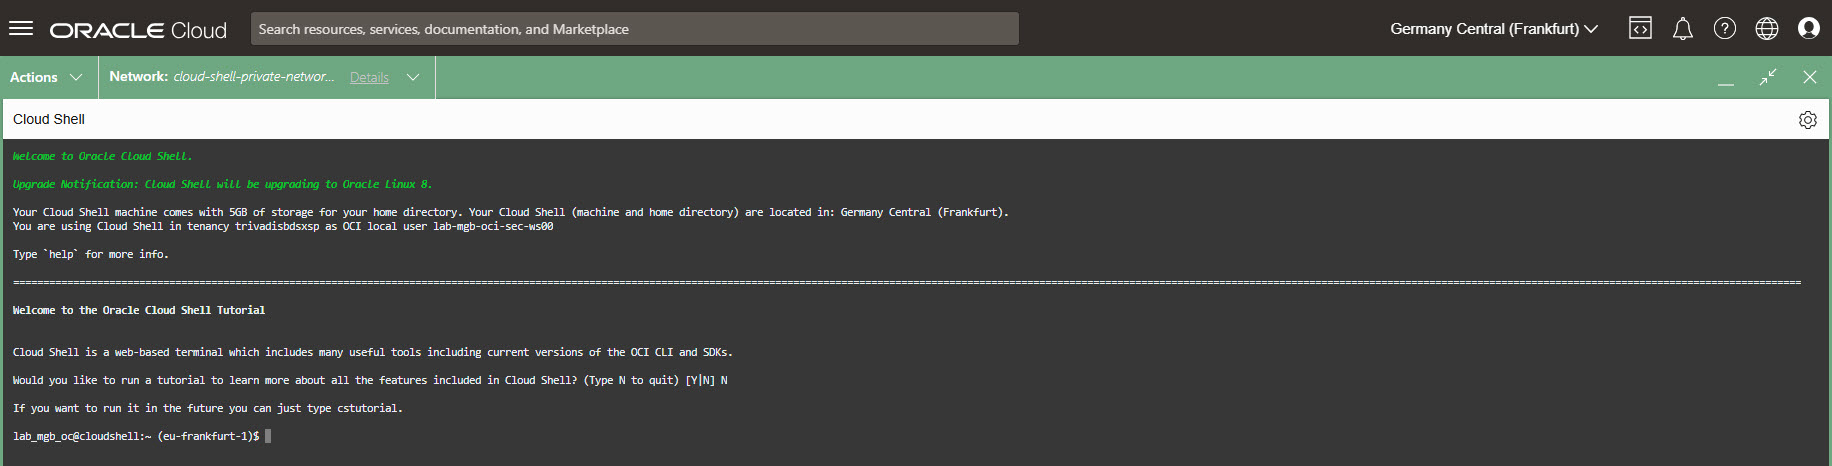 ORACLE Cloud
Search resources, services, documentation, and Marketplace
Germany Central (Frankfurt)
Actions
Network: cloud-shell-private-networ... Details
Cloud Shell
Welcome to Oracle Cloud Shell.
Upgrade Notification: Cloud Shell will be upgrading to Oracle Linux 8.
Your Cloud Shell machine comes with 5GB of storage for your home directory. Your Cloud Shell (machine and home directory) are located in: Germany Central (Frankfurt).
You are using Cloud Shell in tenancy trivadisbdsxsp as OCI local user lab-mgb-oci-sec-ws00
Type `help` for more info.
Welcome to the Oracle Cloud Shell Tutorial
Cloud Shell is a web-based terminal which includes many useful tools including current versions of the OCI CLI and SDKs.
Would you like to run a tutorial to learn more about all the features included in Cloud Shell? (Type N to quit) [Y|N] N
If you want to run it in the future you can just type cstutorial.
lab_mgb_oc@cloudshell:~ (eu-frankfurt-1)$